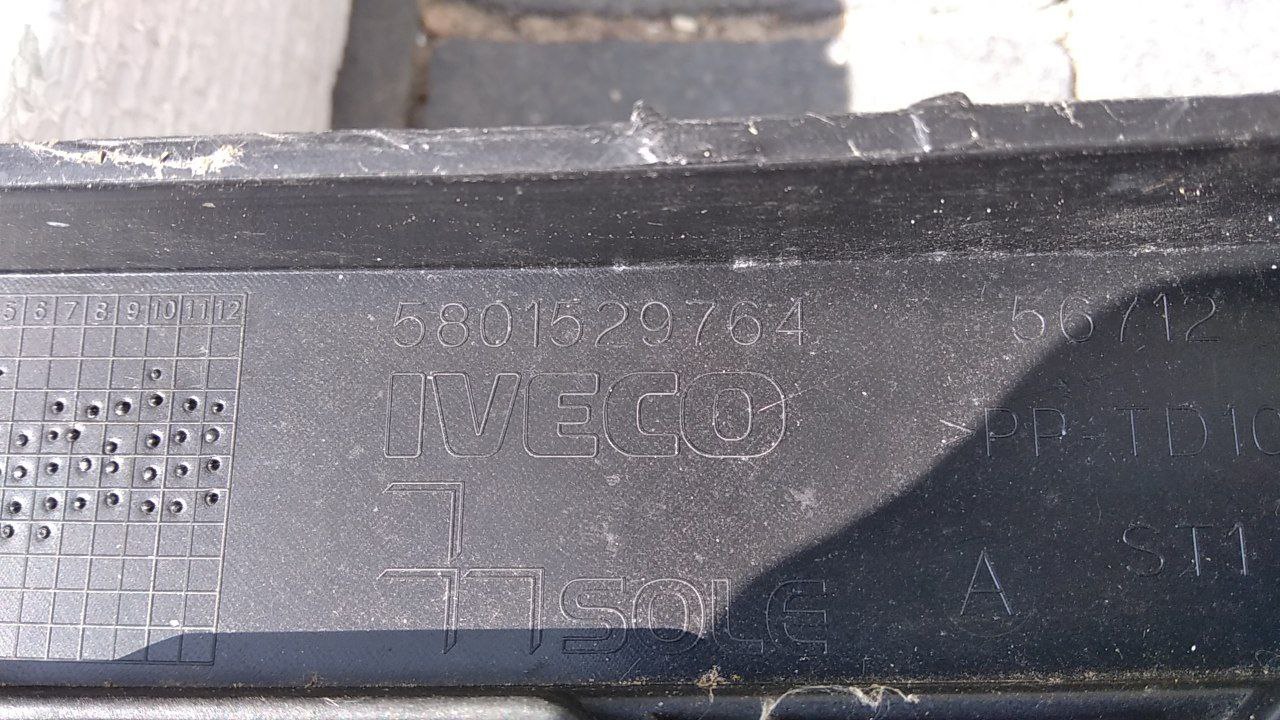 5 6 7 8 9 10 11 12
5801529764 56712
IVECO
>PP-TD10
SOLE
A ST1